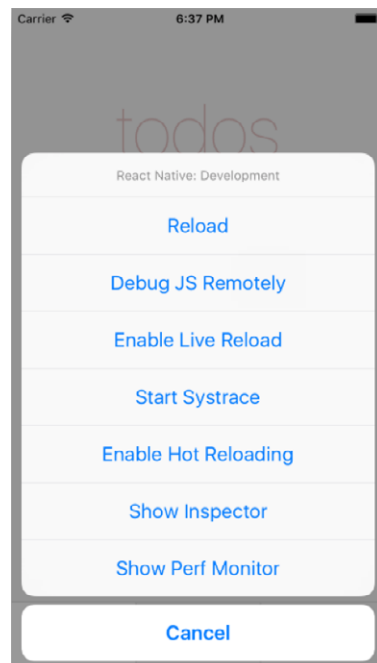 Carrier 6:37 PM
todos
React Native: Development
Reload
Debug JS Remotely
Enable Live Reload
Start Systrace
Enable Hot Reloading
Show Inspector
Show Perf Monitor
Cancel